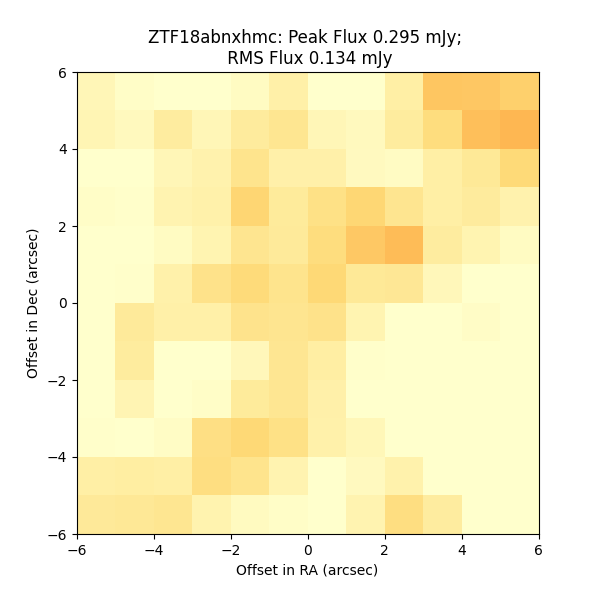 ZTF18abnxhmc: Peak Flux 0.295 mJy;
RMS Flux 0.134 mJy
6
4
2
0
−2
−4
−6
Offset in Dec (arcsec)
−6 −4 −2 0 2 4 6
Offset in RA (arcsec)